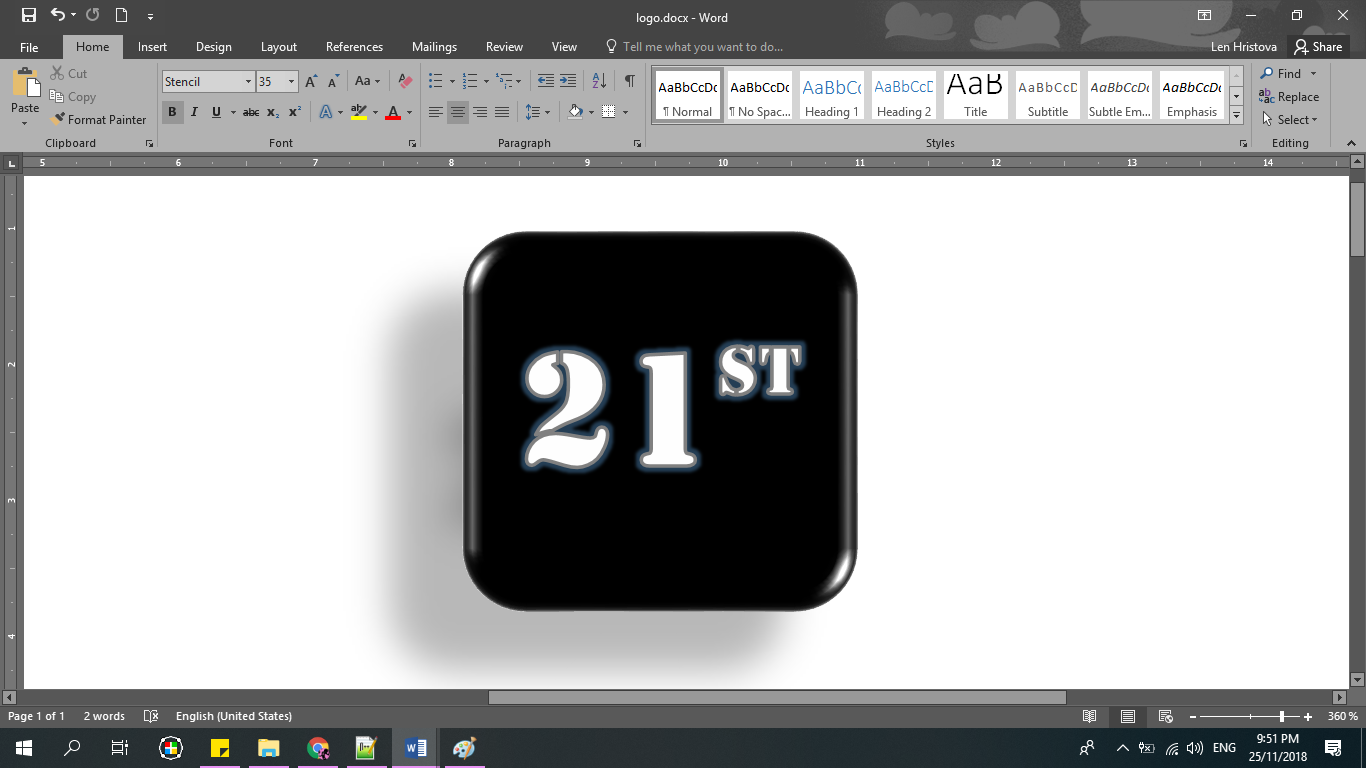 logo.docx - Word
File Home Insert Design Layout References Mailings Review View Tell me what you want to do... Len Hristova Share
Paste
Cut
Copy
Format Painter
Clipboard
Stencil 35
Aa
B I U abc x₂ x² A A
Font
Paragraph
AaBbCcDc AaBbCcDc AaBbCc AaBbCcD AaB AaBbCcD AaBbCcDc AaBbCcDc
¶ Normal ¶ No Spac... Heading 1 Heading 2 Title Subtitle Subtle Em... Emphasis
Styles
Find
Replace
Select
Editing
5 6 7 8 9 10 11 12 13 14
1
2
3
4
21ST
Page 1 of 1 2 words English (United States) 360 %
ENG
9:51 PM
25/11/2018